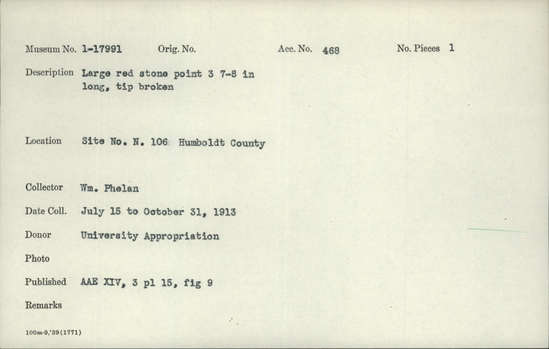 Museum No. 1-17991 Orig. No. Acc. No. 468 No. Pieces 1
Description Large red stone point 3 7-8 in
long, tip broken
Location Site No. N. 106 Humboldt County
Collector Wm. Phelan
Date Coll. July 15 to October 31, 1913
Donor University Appropriation
Photo
Published AAE XIV, 3 pl 15, fig 9
Remarks
100m-9,'39(1771)